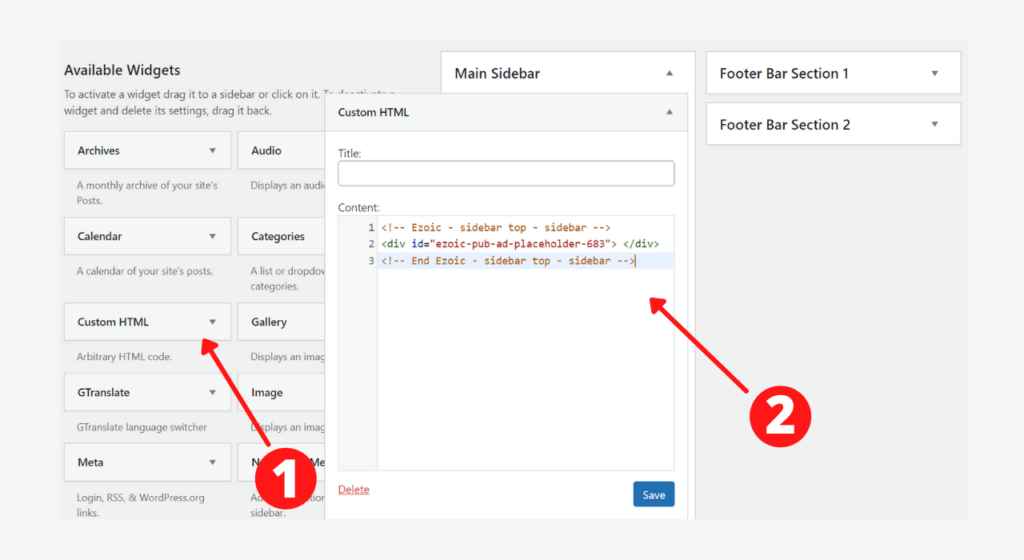 Available Widgets
To activate a widget drag it to a sidebar or click on it. To deactivate a
widget and delete its settings, drag it back.
Archives
A monthly archive of your site's
Posts.
Audio
Displays an audi
Calendar
A calendar of your site's posts.
Categories
A list or dropdov
categories.
Custom HTML
Arbitrary HTML code.
Gallery
Displays an imag
GTranslate
GTranslate language switcher
Image
Displays an imag
Meta
Login, RSS, & WordPress.org
links.
sidebar.
1
Main Sidebar
Custom HTML
Title:
Content:
1 <!-- Ezoic - sidebar top - sidebar -->
2 <div id="ezoic-pub-ad-placeholder-683"> </div>
3 <!-- End Ezoic - sidebar top - sidebar -->
2
Delete
Save
Footer Bar Section 1
Footer Bar Section 2